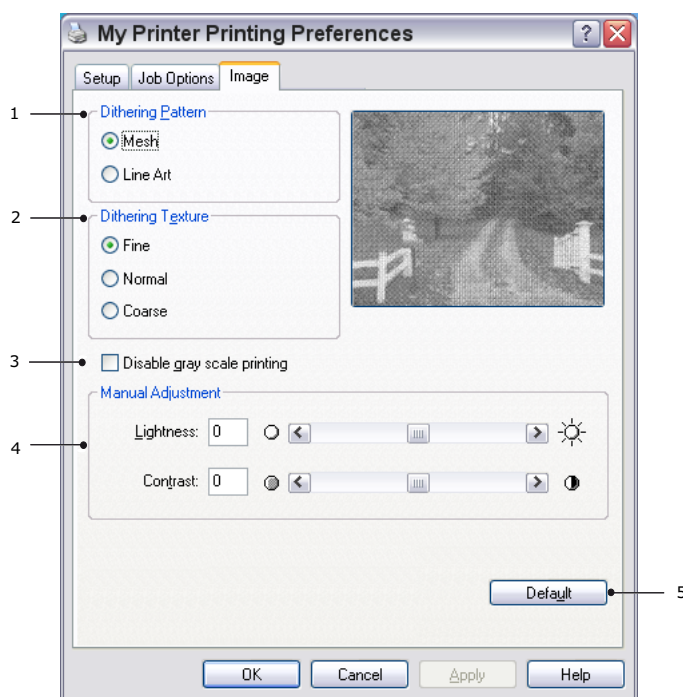 My Printer Printing Preferences
?
Setup Job Options Image
1 Dithering Pattern
Mesh
Line Art
2 Dithering Texture
Fine
Normal
Coarse
3 Disable gray scale printing
Manual Adjustment
4 Lightness: 0
Contrast: 0
Default 5
OK Cancel Apply Help